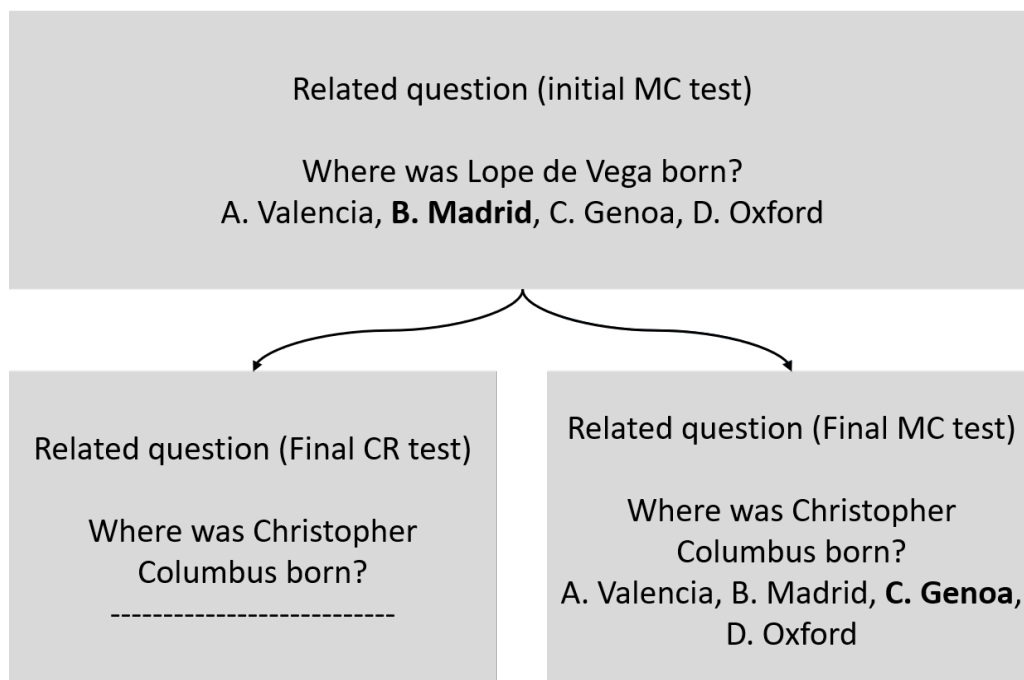 Related question (initial MC test)
Where was Lope de Vega born?
A. Valencia, B. Madrid, C. Genoa, D. Oxford
Related question (Final CR test)
Where was Christopher
Columbus born?
---------------------------
Related question (Final MC test)
Where was Christopher
Columbus born?
A. Valencia, B. Madrid, C. Genoa,
D. Oxford